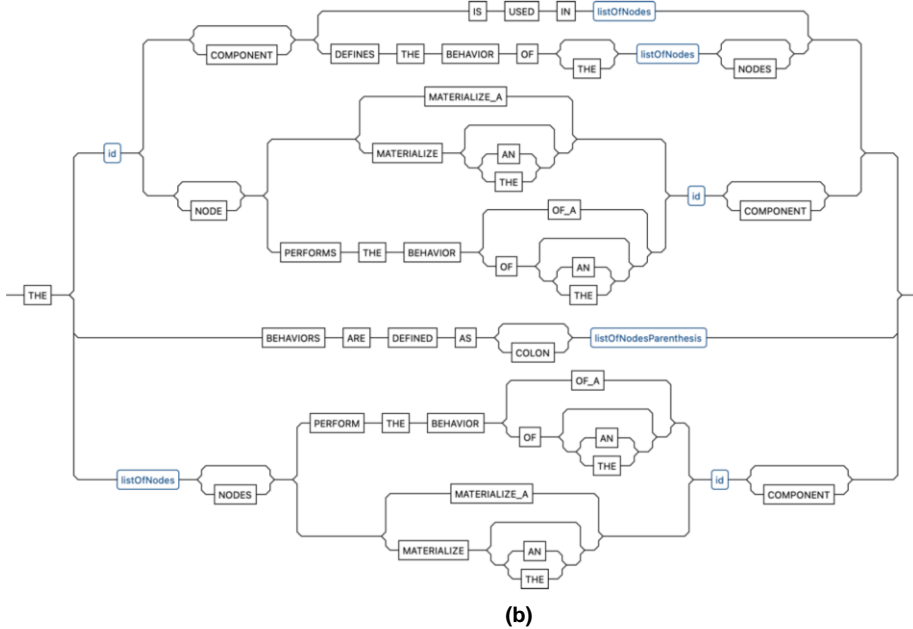 IS USED IN listOfNodes
COMPONENT
DEFINES THE BEHAVIOR OF THE listOfNodes NODES
MATERIALIZE_A
id
MATERIALIZE AN
THE
NODE
id COMPONENT
OF_A
PERFORMS THE BEHAVIOR
OF AN
THE
THE
BEHAVIORS ARE DEFINED AS COLON listOfNodesParenthesis
OF_A
PERFORM THE BEHAVIOR
OF AN
THE
listOfNodes NODES
id COMPONENT
MATERIALIZE_A
MATERIALIZE AN
THE
(b)